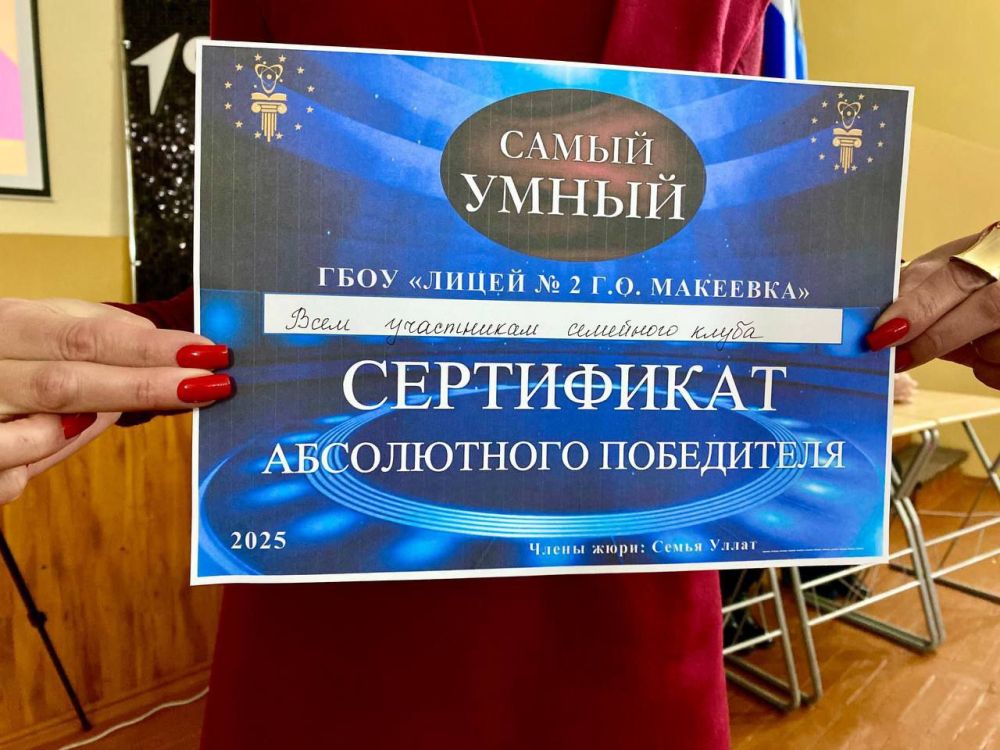 САМЫЙ
УМНЫЙ
ГБОУ «ЛИЦЕЙ № 2 Г.О. МАКЕЕВКА»
Всем участникам семейного клуба
СЕРТИФИКАТ
АБСОЛЮТНОГО ПОБЕДИТЕЛЯ
2025
Члены жюри: Семья Уллат